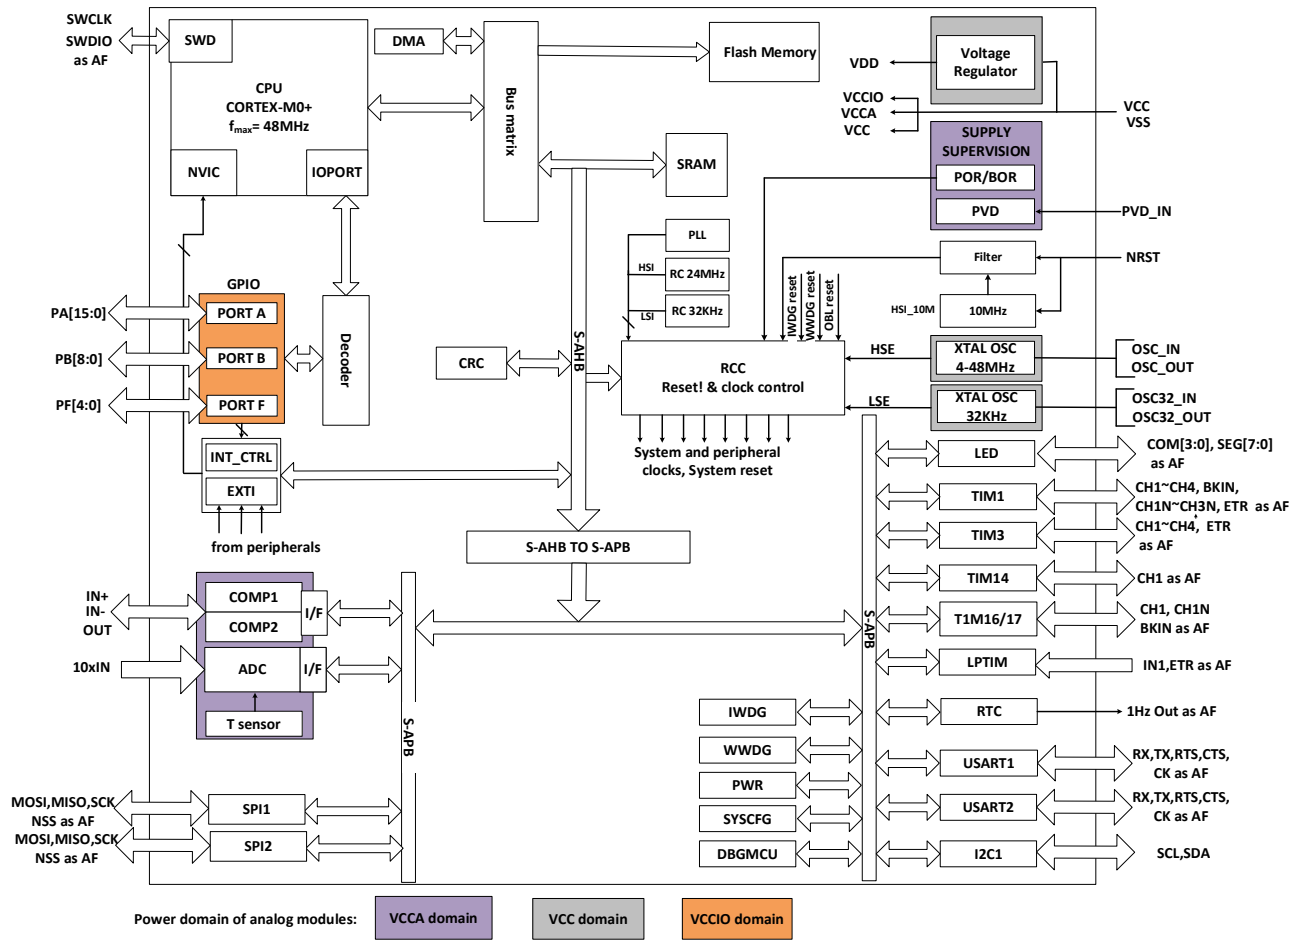 SWCLK
SWDIO
as AF
SWD
CPU
CORTEX-M0+
fmax= 48MHz
NVIC
IOPORT
DMA
Bus matrix
Flash Memory
SRAM
Voltage
Regulator
VDD
VCCIO
VCCA
VCC
VCC
VSS
SUPPLY
SUPERVISION
POR/BOR
PVD
PVD_IN
Filter
NRST
HSI_10M
10MHz
PLL
HSI
RC 24MHz
LSI
RC 32KHz
IWDG reset
WWDG reset
OBL reset
GPIO
PA[15:0]
PORT A
PB[8:0]
PORT B
PF[4:0]
PORT F
Decoder
S-AHB
CRC
RCC
Reset! & clock control
HSE
XTAL OSC
4-48MHz
OSC_IN
OSC_OUT
LSE
XTAL OSC
32KHz
OSC32_IN
OSC32_OUT
System and peripheral
clocks, System reset
INT_CTRL
EXTI
from peripherals
S-AHB TO S-APB
LED
COM[3:0], SEG[7:0]
as AF
TIM1
CH1~CH4, BKIN,
CH1N~CH3N, ETR as AF
TIM3
CH1~CH4, ETR
as AF
TIM14
CH1 as AF
T1M16/17
CH1, CH1N
BKIN as AF
LPTIM
IN1,ETR as AF
RTC
1Hz Out as AF
USART1
RX,TX,RTS,CTS,
CK as AF
USART2
RX,TX,RTS,CTS,
CK as AF
I2C1
SCL,SDA
S-APB
IWDG
WWDG
PWR
SYSCFG
DBGMCU
IN+
IN-
OUT
COMP1
COMP2
I/F
10xIN
ADC
I/F
T sensor
S-APB
MOSI,MISO,SCK
NSS as AF
SPI1
MOSI,MISO,SCK
NSS as AF
SPI2
Power domain of analog modules:
VCCA domain
VCC domain
VCCIO domain